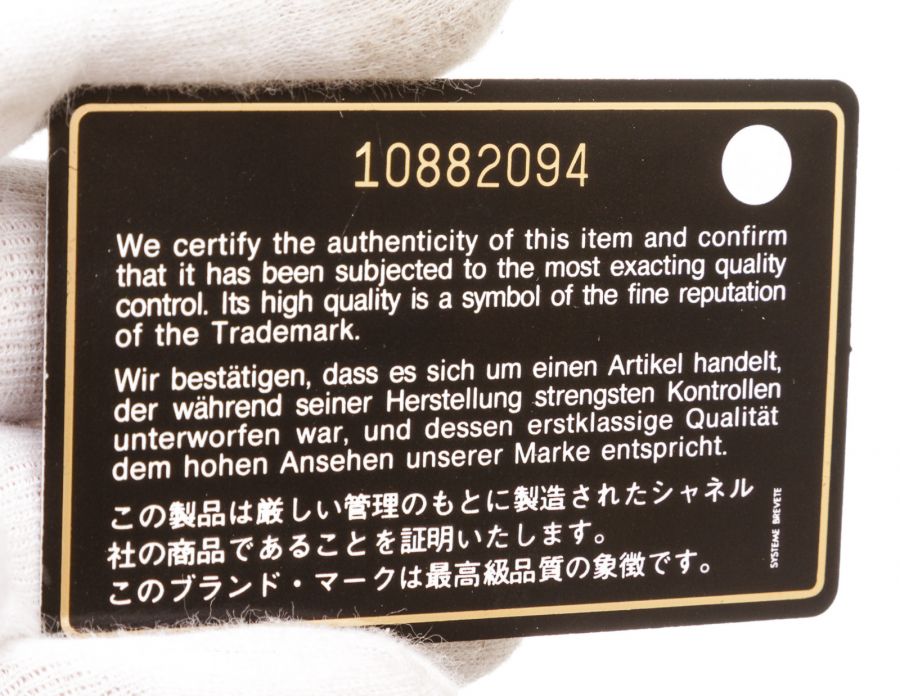 10882094
We certify the authenticity of this item and confirm
that it has been subjected to the most exacting quality
control. Its high quality is a symbol of the fine reputation
of the Trademark.
Wir bestätigen, dass es sich um einen Artikel handelt,
der während seiner Herstellung strengsten Kontrollen
unterworfen war, und dessen erstklassige Qualität
dem hohen Ansehen unserer Marke entspricht.
この製品は厳しい管理のもとに製造されたシャネル
社の商品であることを証明いたします。
このブランド・マークは最高級品質の象徴です。
SYSTEME BREVETE